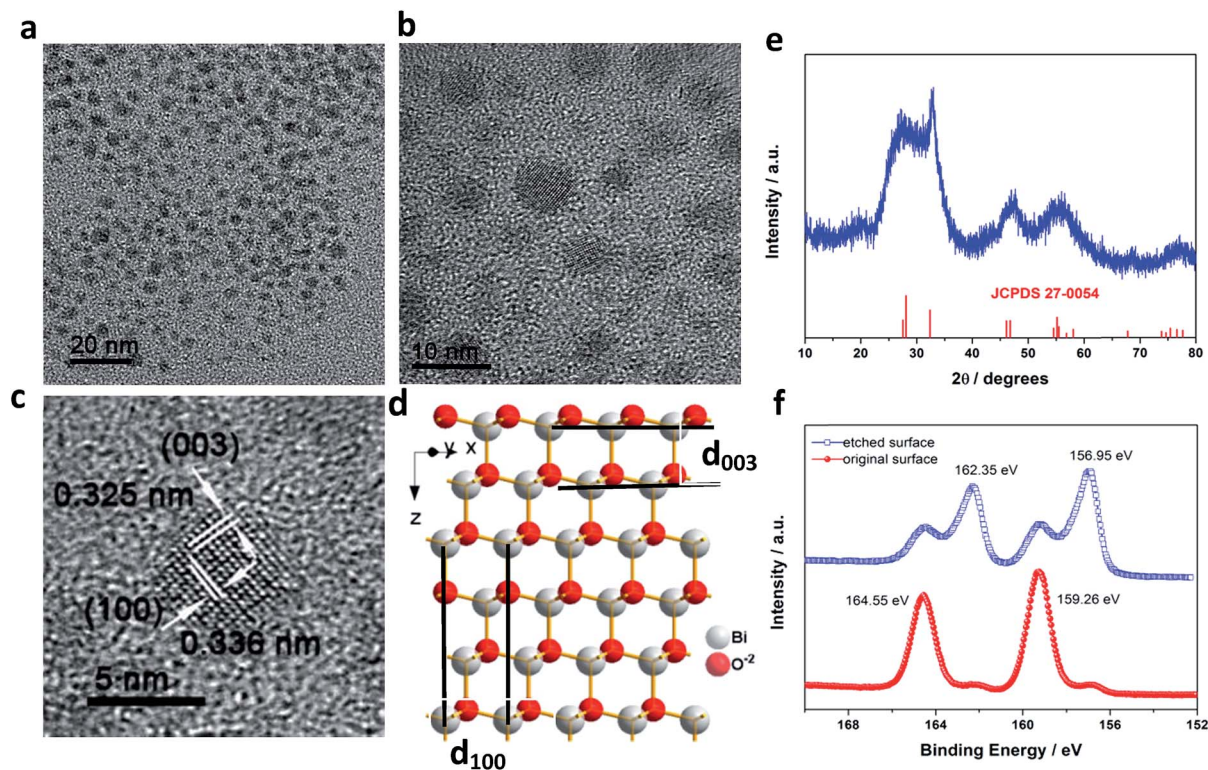 a
20 nm
b
10 nm
c
(003)
0.325 nm
(100)
0.336 nm
5 nm
d
y x
z
d003
d100
Bi
O-2
e
Intensity / a.u.
JCPDS 27-0054
10 20 30 40 50 60 70 80
2θ / degrees
f
etched surface
original surface
162.35 eV
156.95 eV
164.55 eV
159.26 eV
Intensity / a.u.
168 164 160 156 152
Binding Energy / eV